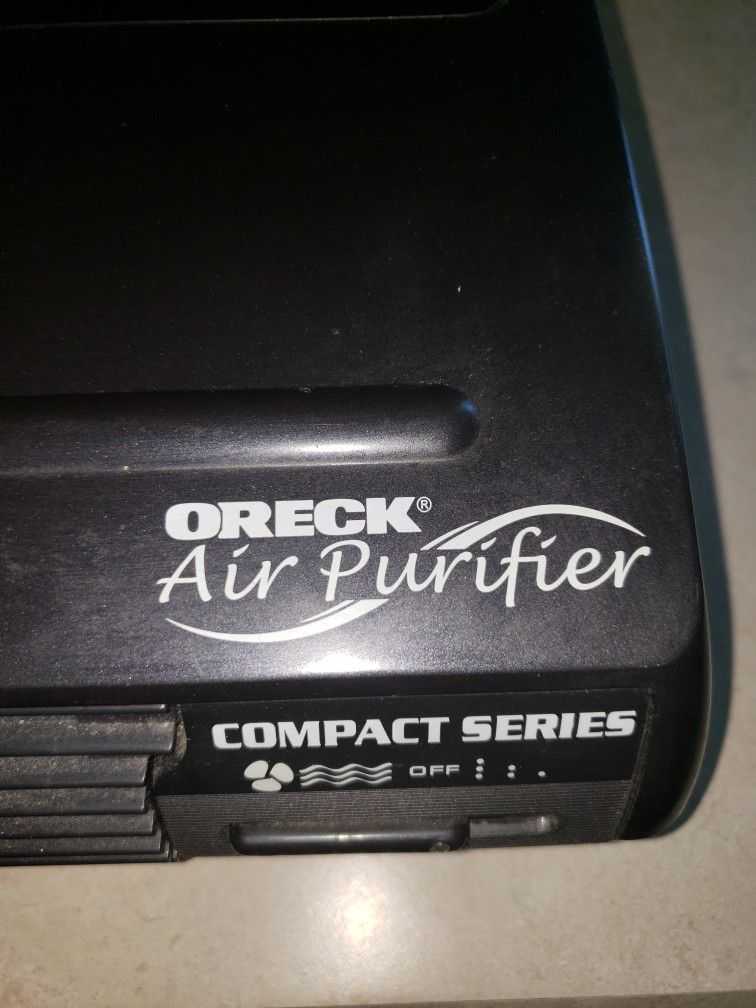 ORECK®
Air Purifier
COMPACT SERIES
OFF